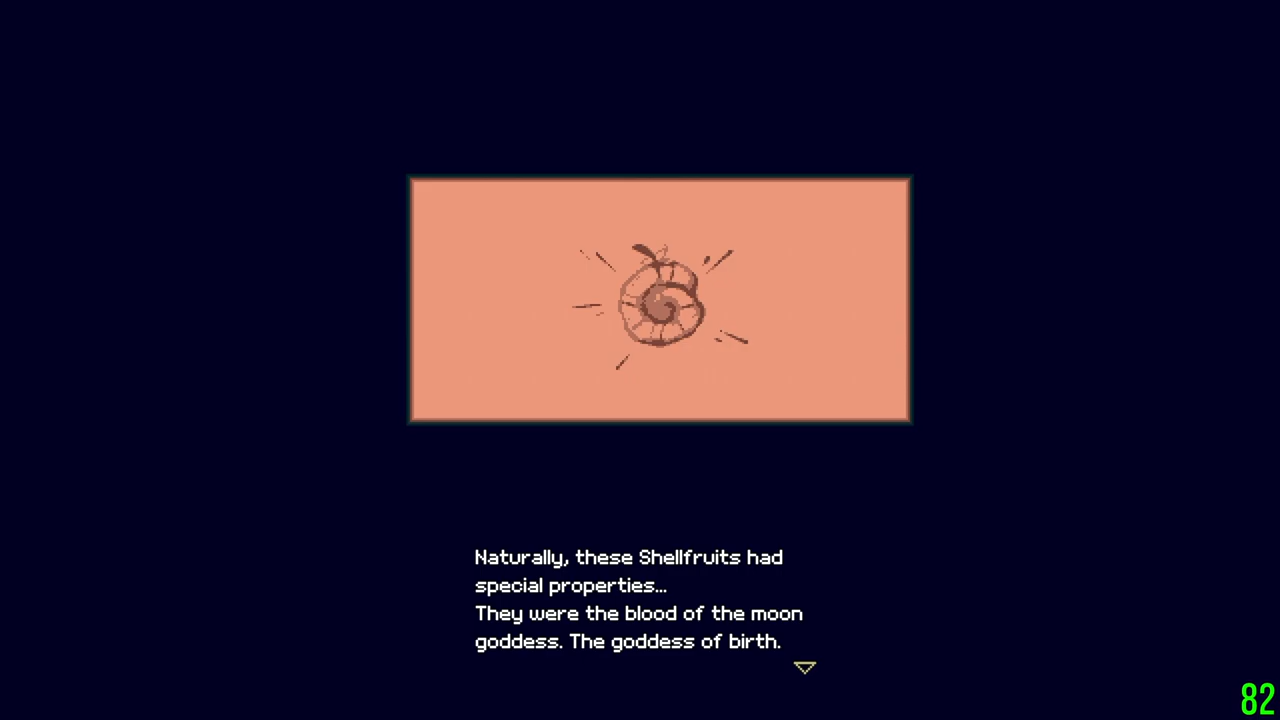 Naturally, these Shellfruits had
special properties...
They were the blood of the moon
goddess. The goddess of birth.
82